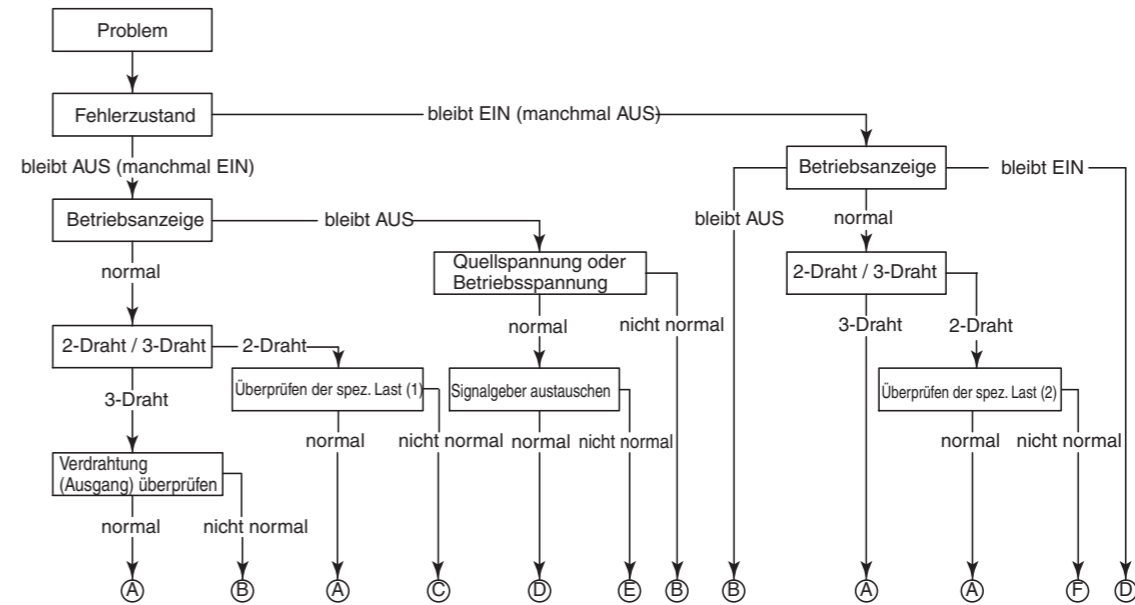 Problem
Fehlerzustand
bleibt EIN (manchmal AUS)
bleibt AUS (manchmal EIN)
Betriebsanzeige
bleibt EIN
Betriebsanzeige
bleibt AUS
bleibt AUS
normal
normal
Quellspannung oder
Betriebsspannung
2-Draht / 3-Draht
normal
nicht normal
3-Draht
2-Draht
2-Draht / 3-Draht
2-Draht
Überprüfen der spez. Last (1)
Signalgeber austauschen
Überprüfen der spez. Last (2)
3-Draht
normal
nicht normal
normal
nicht normal
normal
nicht normal
Verdrahtung
(Ausgang) überprüfen
normal
nicht normal
A B A C D E B B A A F D